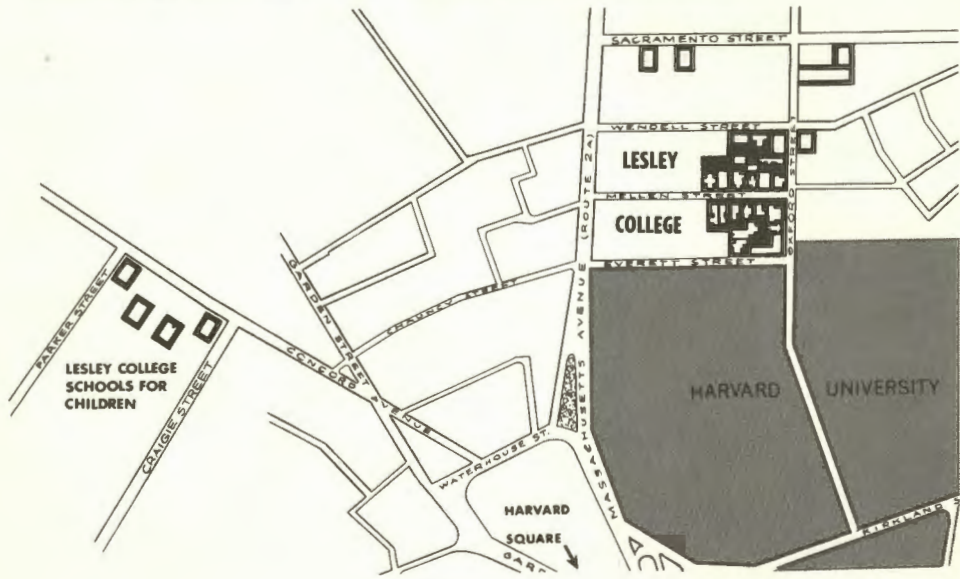 SACRAMENTO STREET
WENDELL STREET
LESLEY
MELLEN STREET
COLLEGE
EVERETT STREET
OXFORD STREET
MASSACHUSETTS AVENUE (ROUTE 2A)
CHAUNCY STREET
GARDEN STREET
CONCORD AVENUE
PARKER STREET
LESLEY COLLEGE
SCHOOLS FOR
CHILDREN
CRAIGIE STREET
WATERHOUSE ST.
HARVARD UNIVERSITY
HARVARD
SQUARE
GARD
KIRKLAND